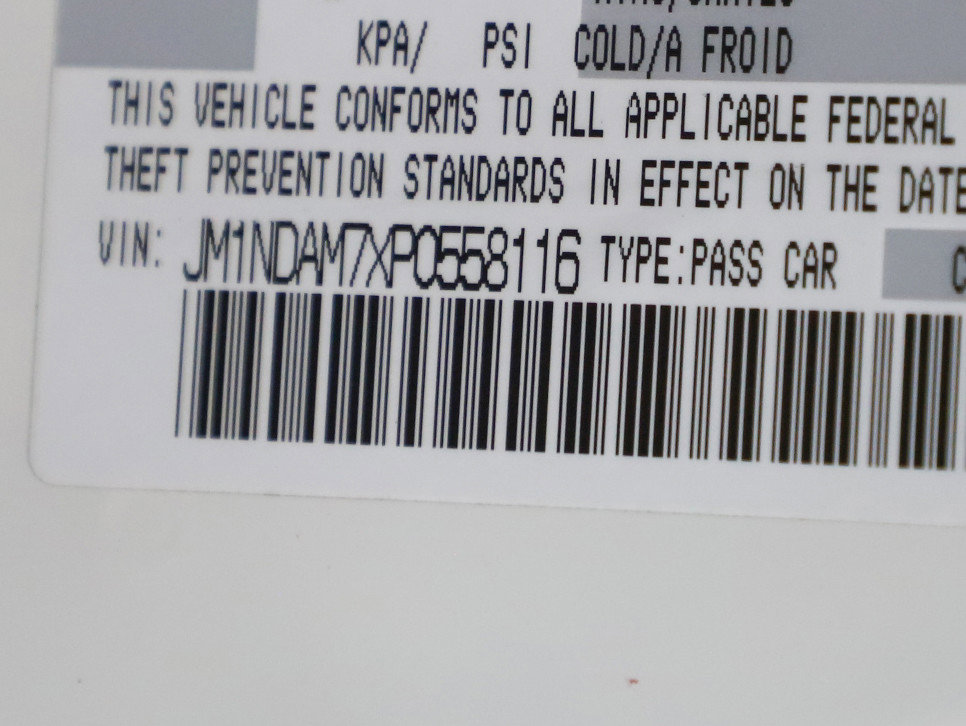 KPA/ PSI COLD/A FROID
THIS VEHICLE CONFORMS TO ALL APPLICABLE FEDERAL
THEFT PREVENTION STANDARDS IN EFFECT ON THE DATE
VIN: JM1NDAM7XP0558116 TYPE:PASS CAR C